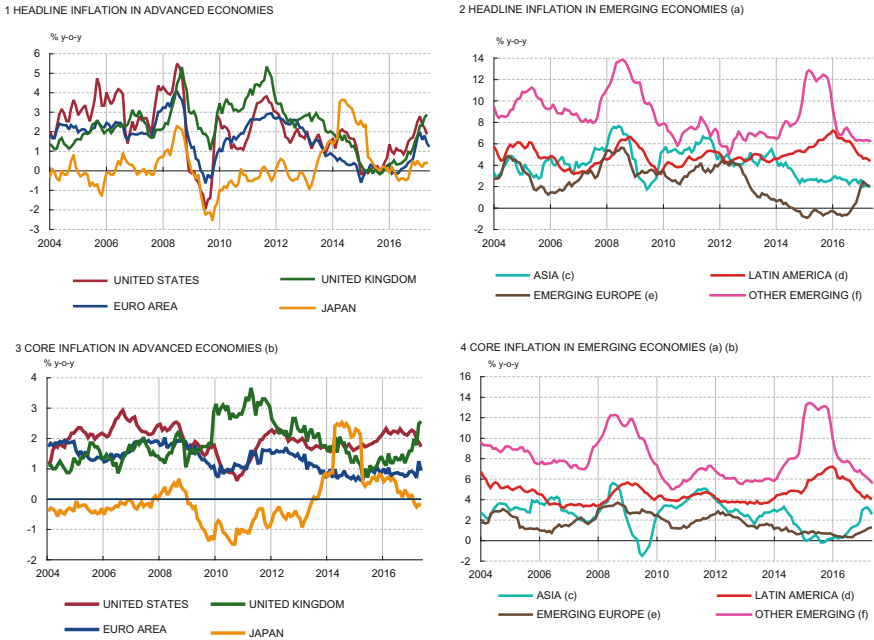 1 HEADLINE INFLATION IN ADVANCED ECONOMIES
% y-o-y
6
5
4
3
2
1
0
-1
-2
-3
2004 2006 2008 2010 2012 2014 2016
UNITED STATES
UNITED KINGDOM
EURO AREA
JAPAN
2 HEADLINE INFLATION IN EMERGING ECONOMIES (a)
% y-o-y
14
12
10
8
6
4
2
0
-2
2004 2006 2008 2010 2012 2014 2016
ASIA (c)
LATIN AMERICA (d)
EMERGING EUROPE (e)
OTHER EMERGING (f)
3 CORE INFLATION IN ADVANCED ECONOMIES (b)
% y-o-y
4
3
2
1
0
-1
-2
2004 2006 2008 2010 2012 2014 2016
UNITED STATES
UNITED KINGDOM
EURO AREA
JAPAN
4 CORE INFLATION IN EMERGING ECONOMIES (a) (b)
% y-o-y
16
14
12
10
8
6
4
2
0
-2
2004 2006 2008 2010 2012 2014 2016
ASIA (c)
LATIN AMERICA (d)
EMERGING EUROPE (e)
OTHER EMERGING (f)